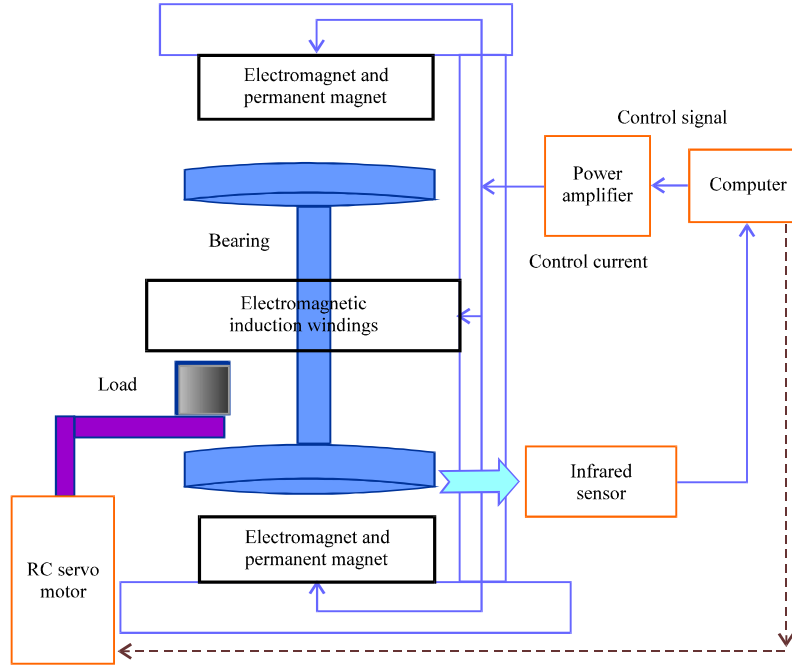 Electromagnet and
permanent magnet
Control signal
Power
amplifier
Computer
Bearing
Control current
Electromagnetic
induction windings
Load
Infrared
sensor
Electromagnet and
permanent magnet
RC servo
motor